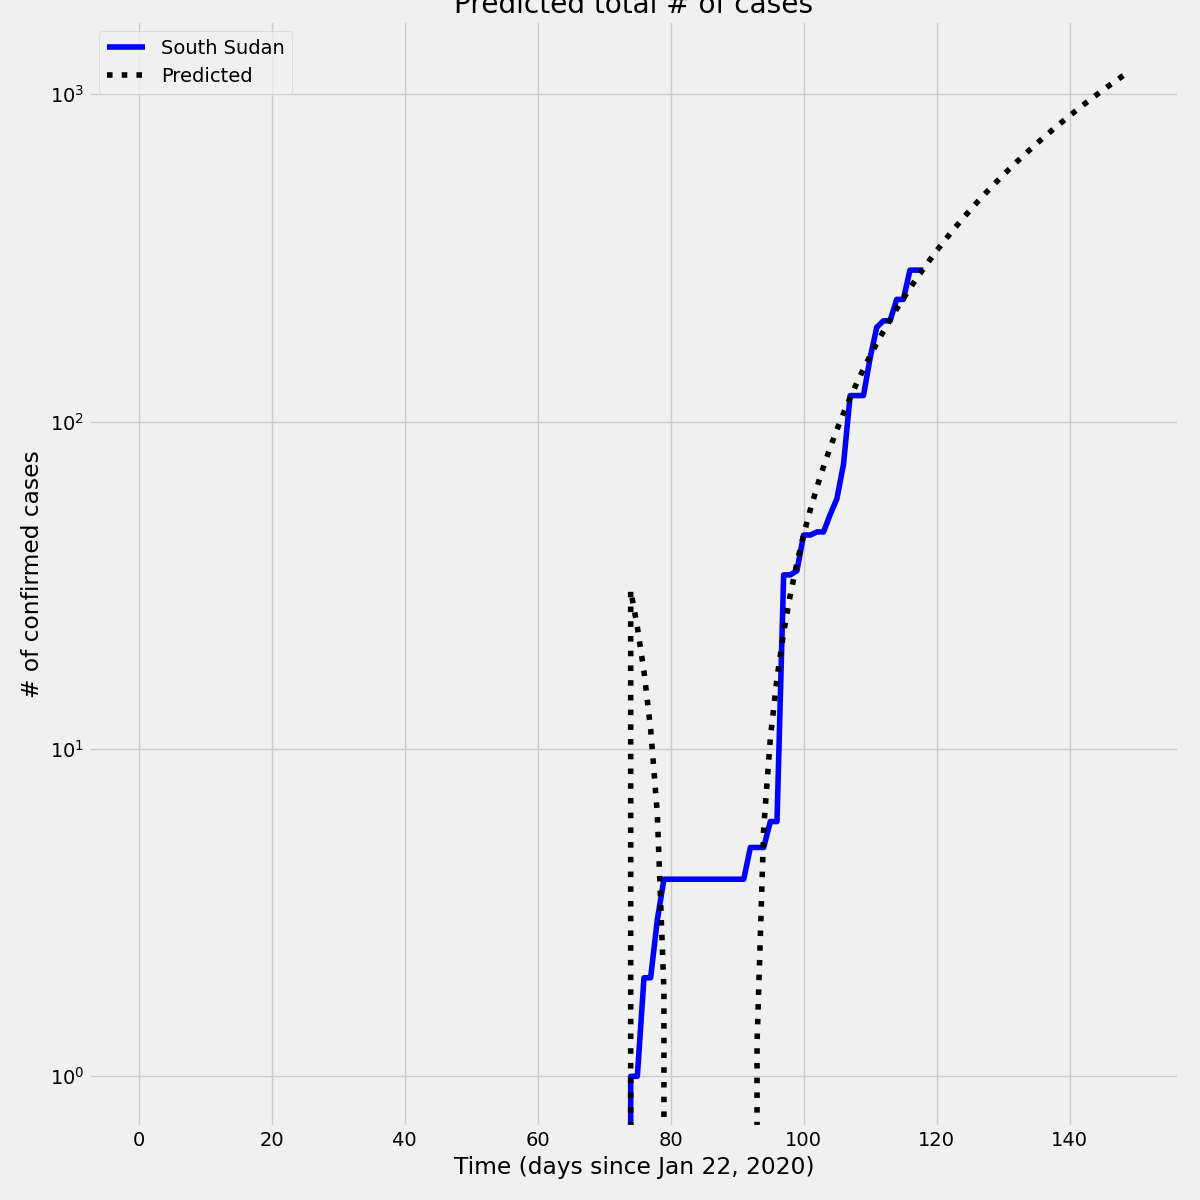 Predicted total # of cases
South Sudan
Predicted
10³
10²
10¹
10⁰
# of confirmed cases
0 20 40 60 80 100 120 140
Time (days since Jan 22, 2020)